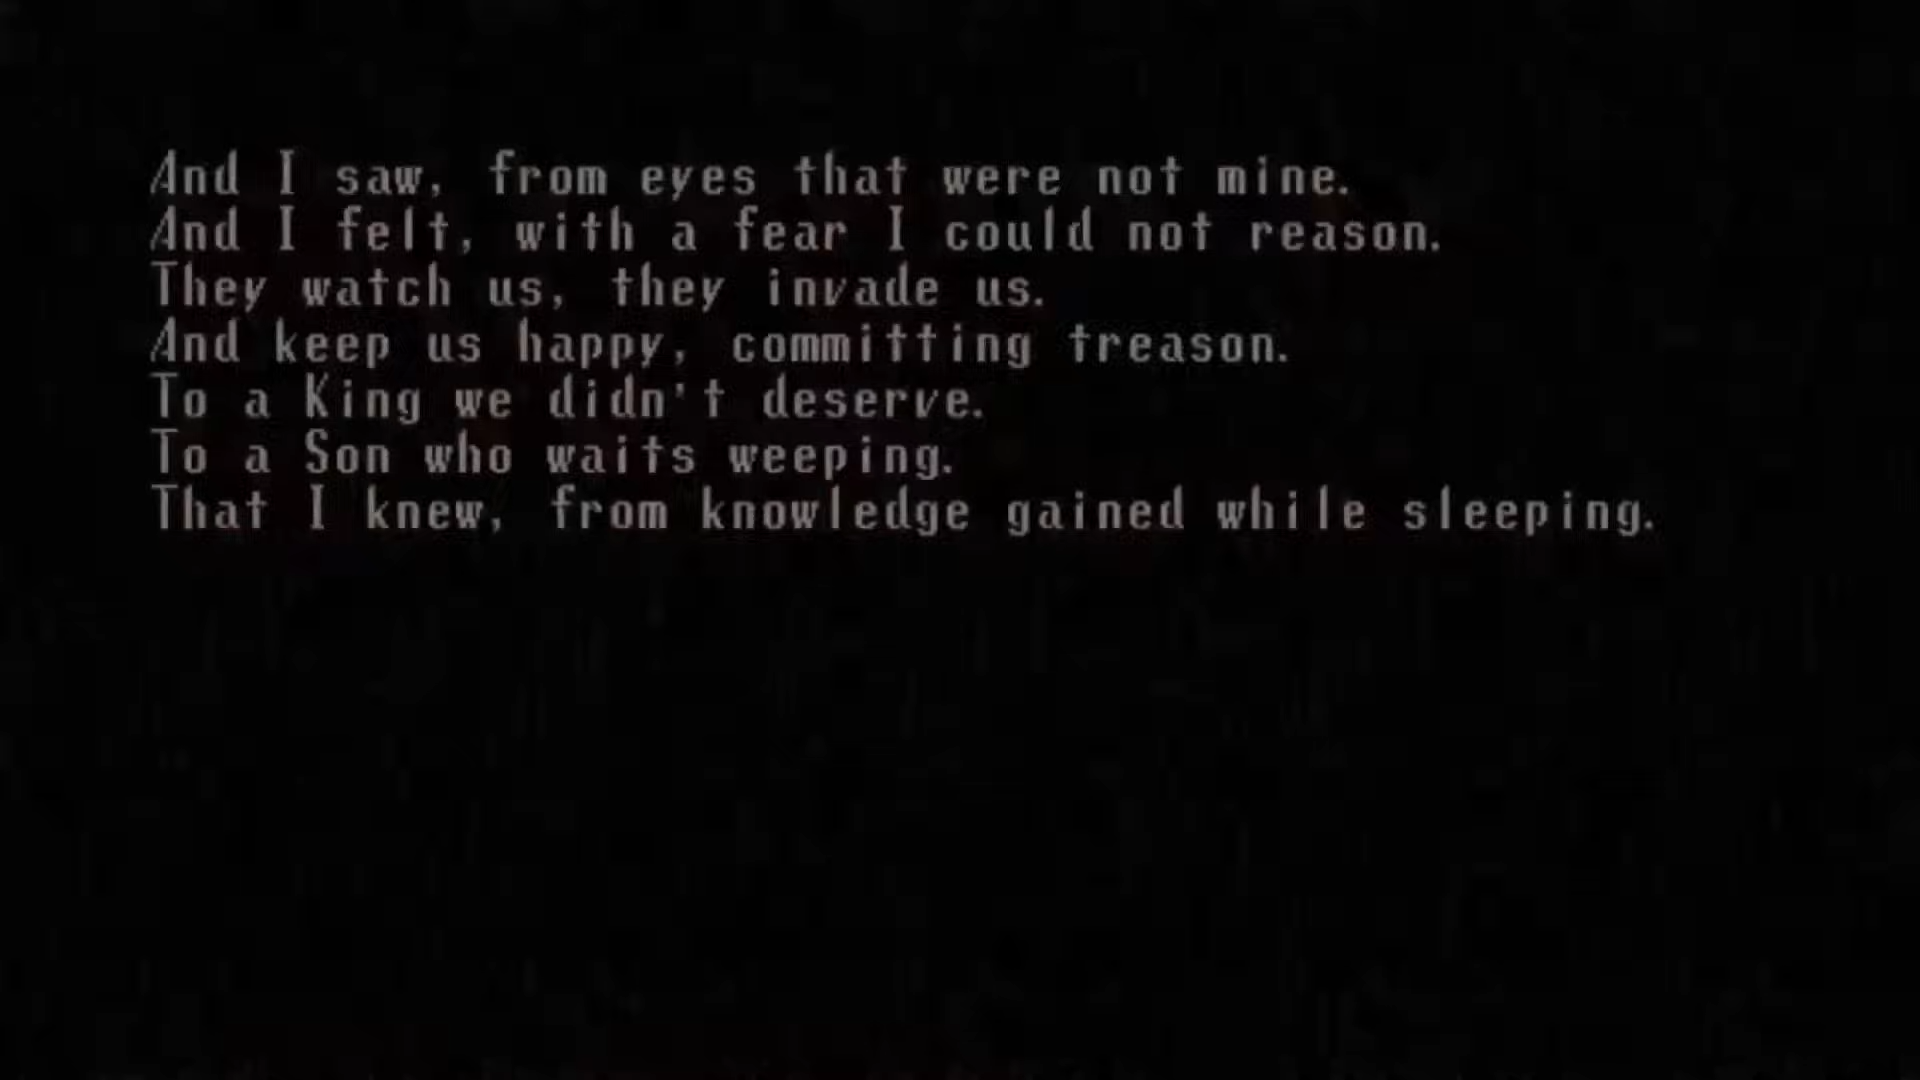 And I saw, from eyes that were not mine.
And I felt, with a fear I could not reason.
They watch us, they invade us.
And keep us happy, committing treason.
To a King we didn't deserve.
To a Son who waits weeping.
That I knew, from knowledge gained while sleeping.